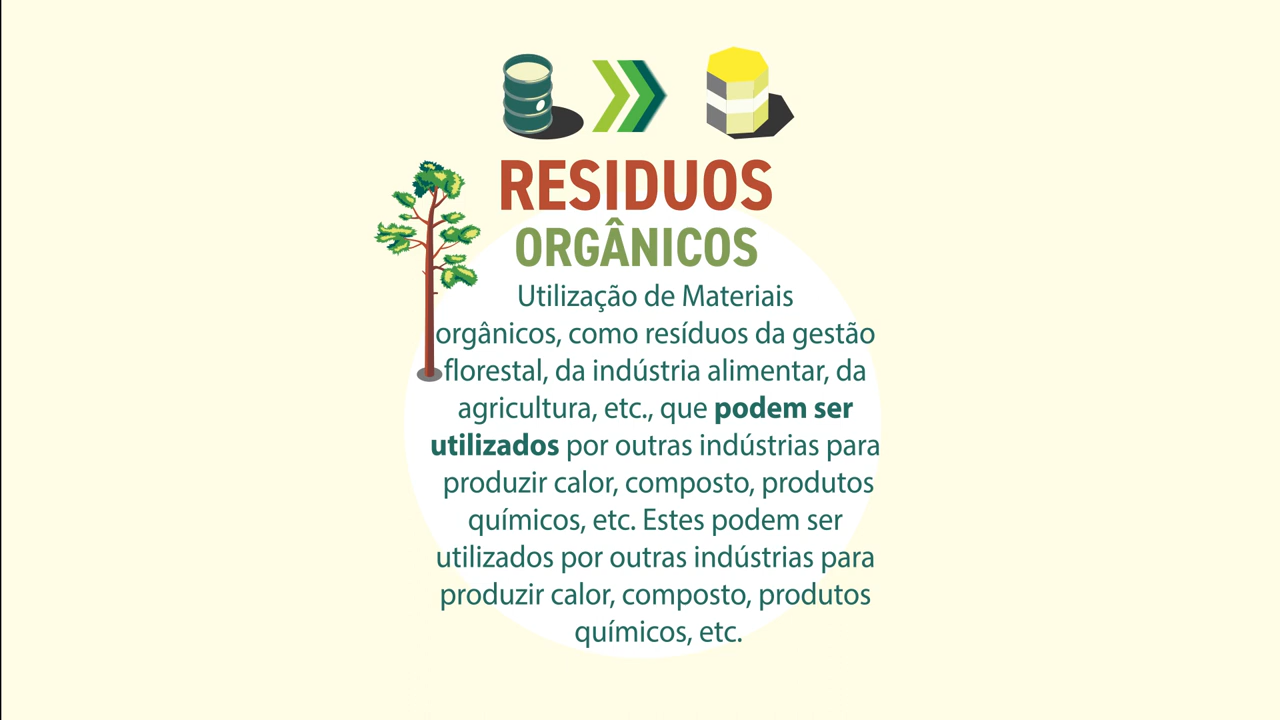 RESIDUOS
ORGÂNICOS
Utilização de Materiais
orgânicos, como resíduos da gestão
florestal, da indústria alimentar, da
agricultura, etc., que podem ser
utilizados por outras indústrias para
produzir calor, composto, produtos
químicos, etc. Estes podem ser
utilizados por outras indústrias para
produzir calor, composto, produtos
químicos, etc.